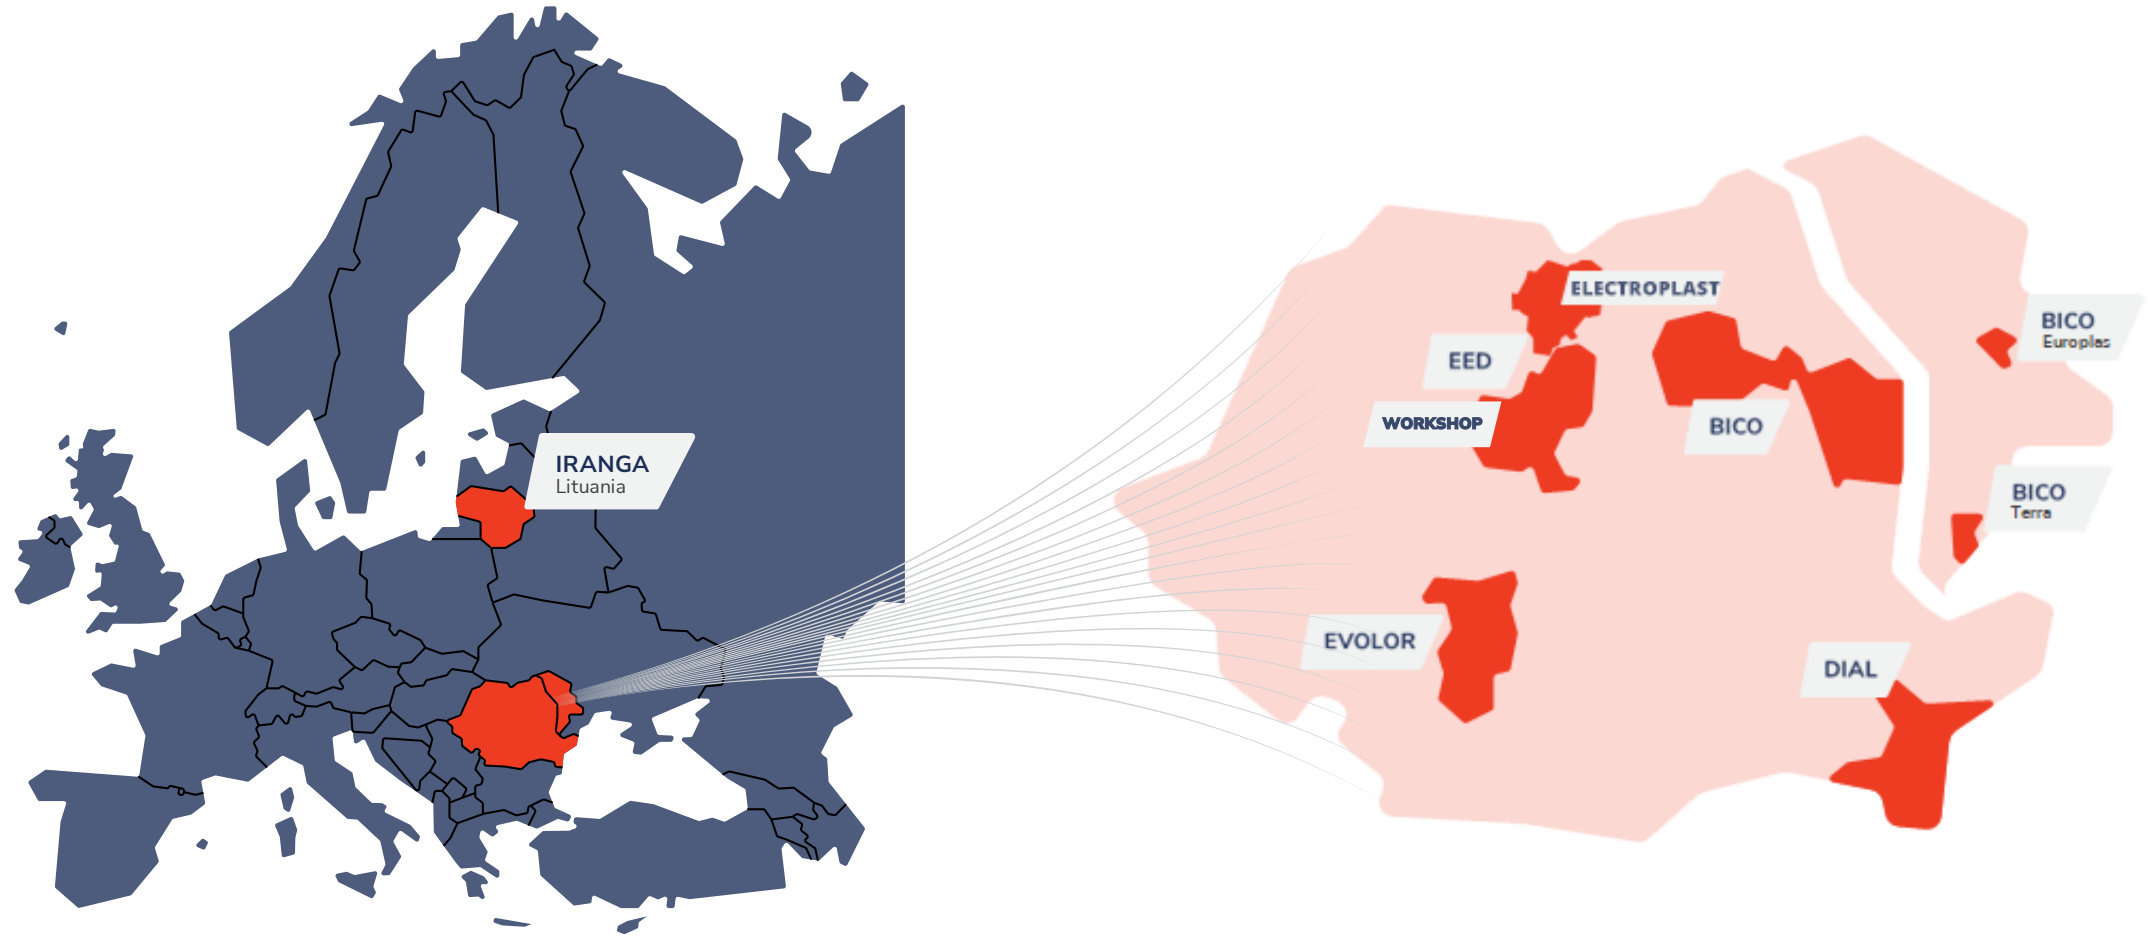 IRANGA
Lituania
ELECTROPLAST
EED
WORKSHOP
BICO
BICO
Europlas
BICO
Terra
EVOLOR
DIAL